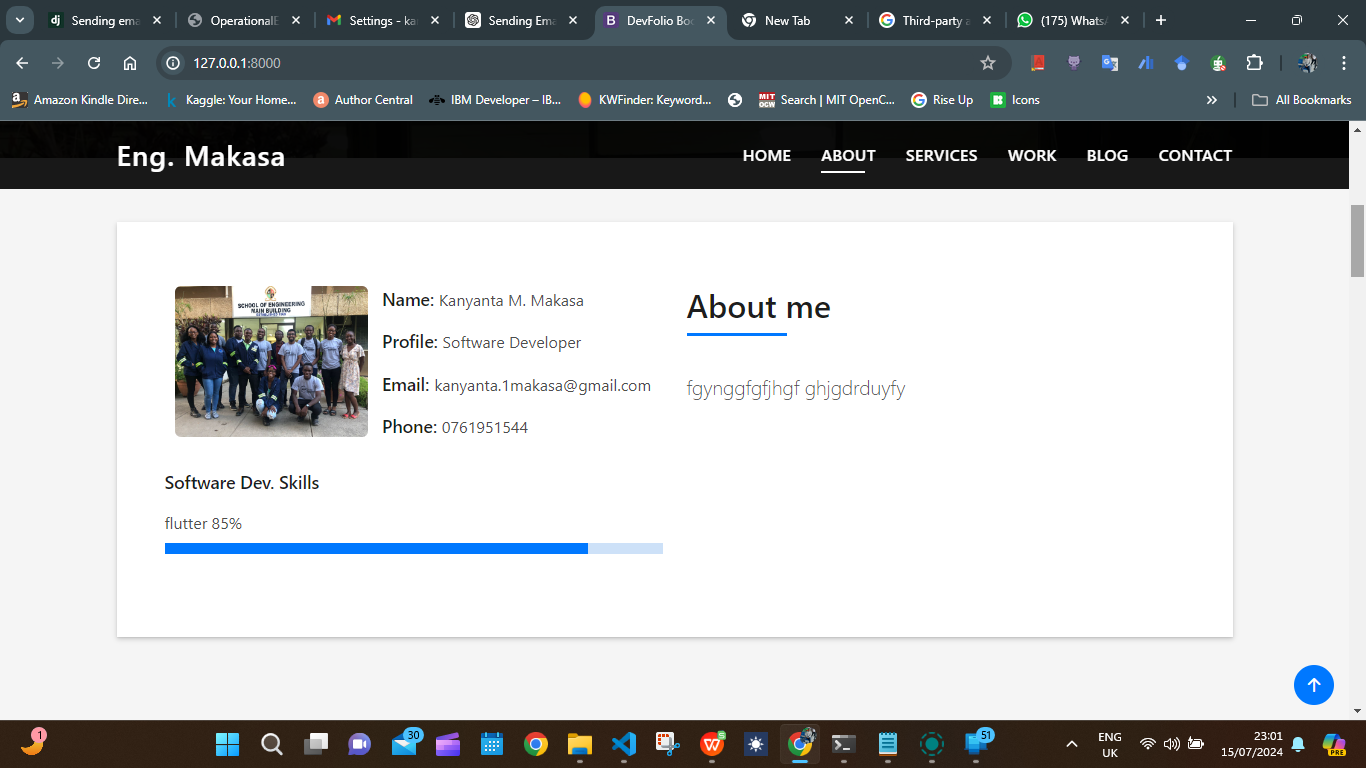 Sending ema
OperationalE
Settings - ka
Sending Ema
DevFolio Boo
New Tab
Third-party a
(175) Whats
127.0.0.1:8000
Amazon Kindle Dire...
Kaggle: Your Home...
Author Central
IBM Developer – IB...
KWFinder: Keyword...
Search | MIT OpenC...
Rise Up
Icons
All Bookmarks
Eng. Makasa
HOME
ABOUT
SERVICES
WORK
BLOG
CONTACT
SCHOOL OF ENGINEERING
MAIN BUILDING
Name: Kanyanta M. Makasa
Profile: Software Developer
Email: kanyanta.1makasa@gmail.com
Phone: 0761951544
Software Dev. Skills
flutter 85%
About me
fgynggfgfjhgf ghjgdrduyfy
1
30
51
ENG
UK
23:01
15/07/2024
PRE